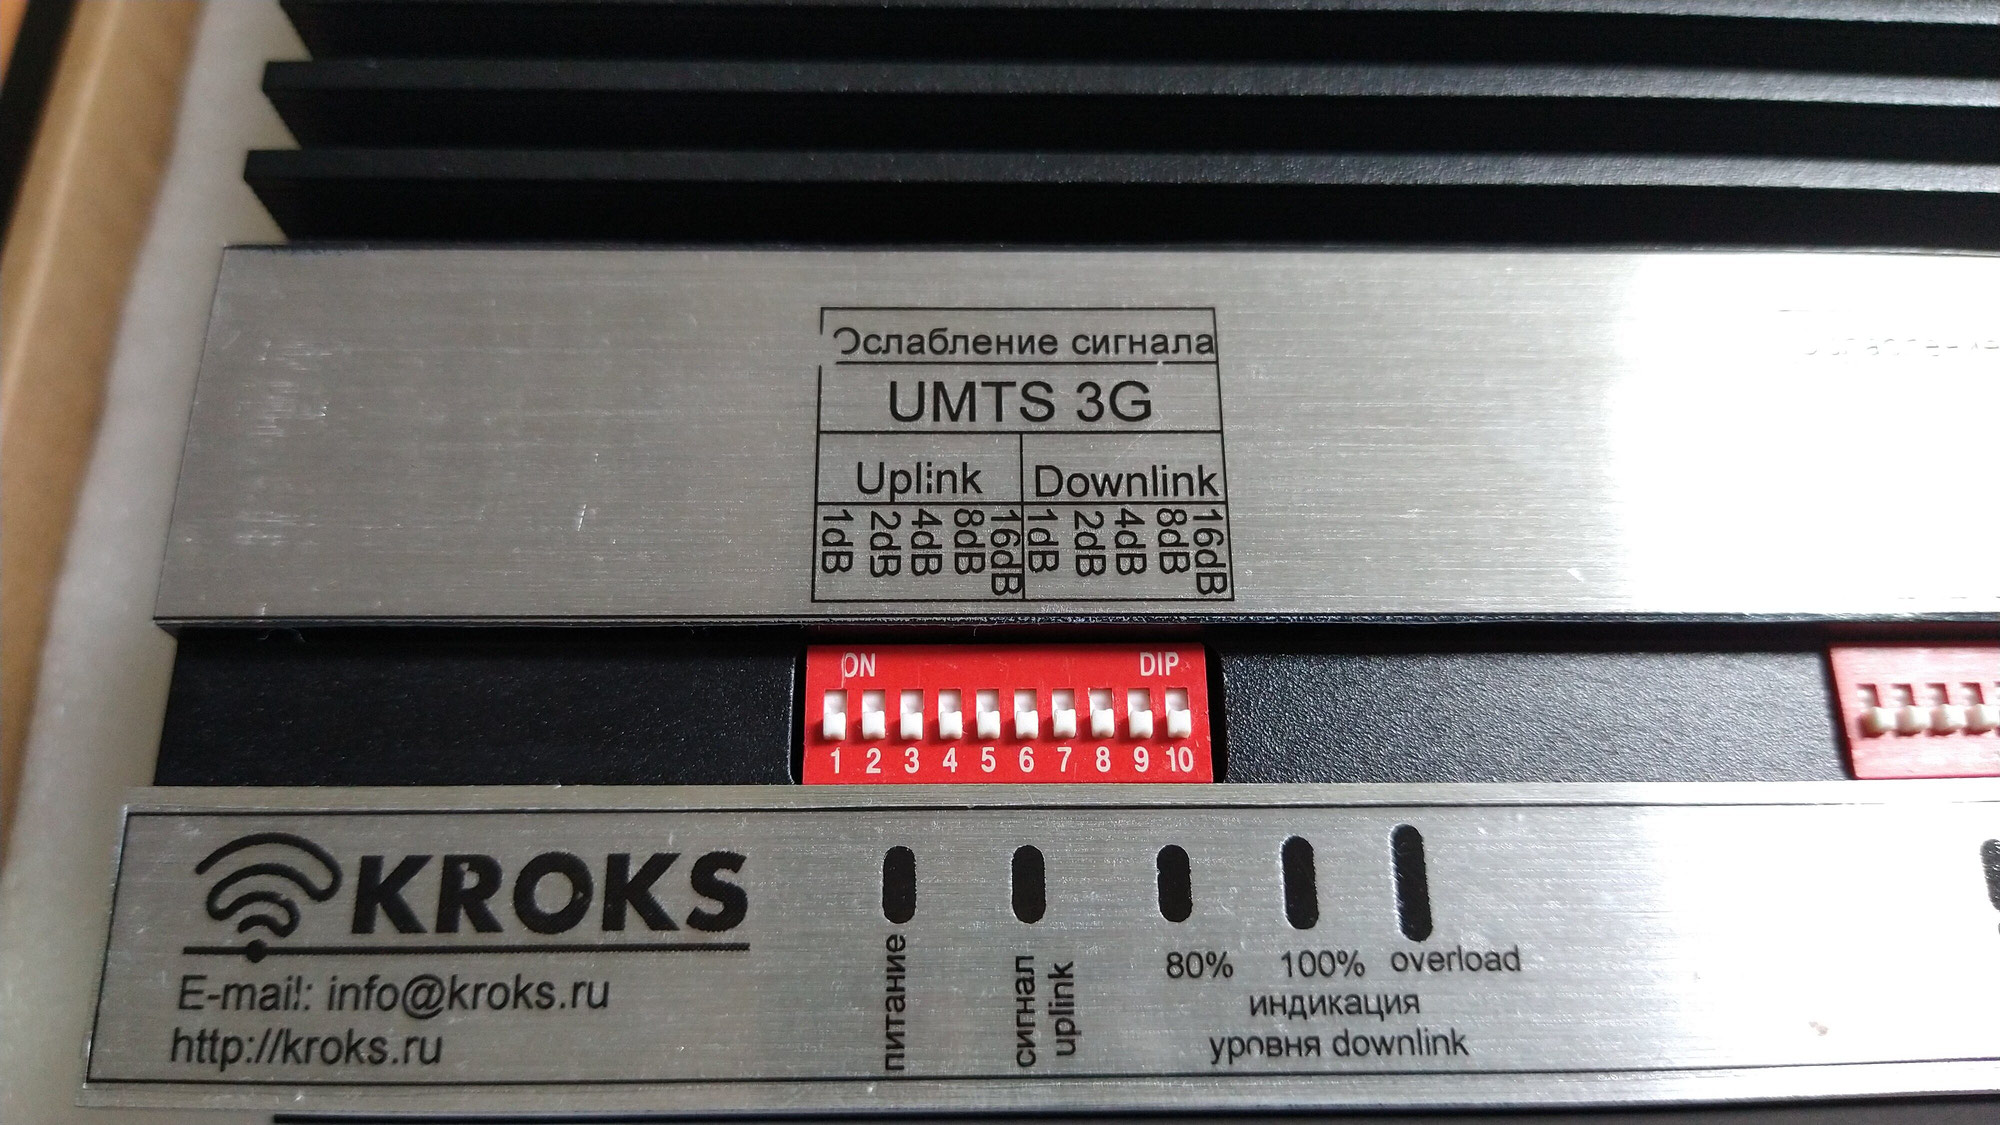 Ослабление сигнала
UMTS 3G
Uplink Downlink
1dB 2dB 4dB 8dB 16dB 1dB 2dB 4dB 8dB 16dB
ON DIP
1 2 3 4 5 6 7 8 9 10
KROKS
E-mail: info@kroks.ru
http://kroks.ru
питание
сигнал
uplink
80% 100% overload
индикация
уровня downlink